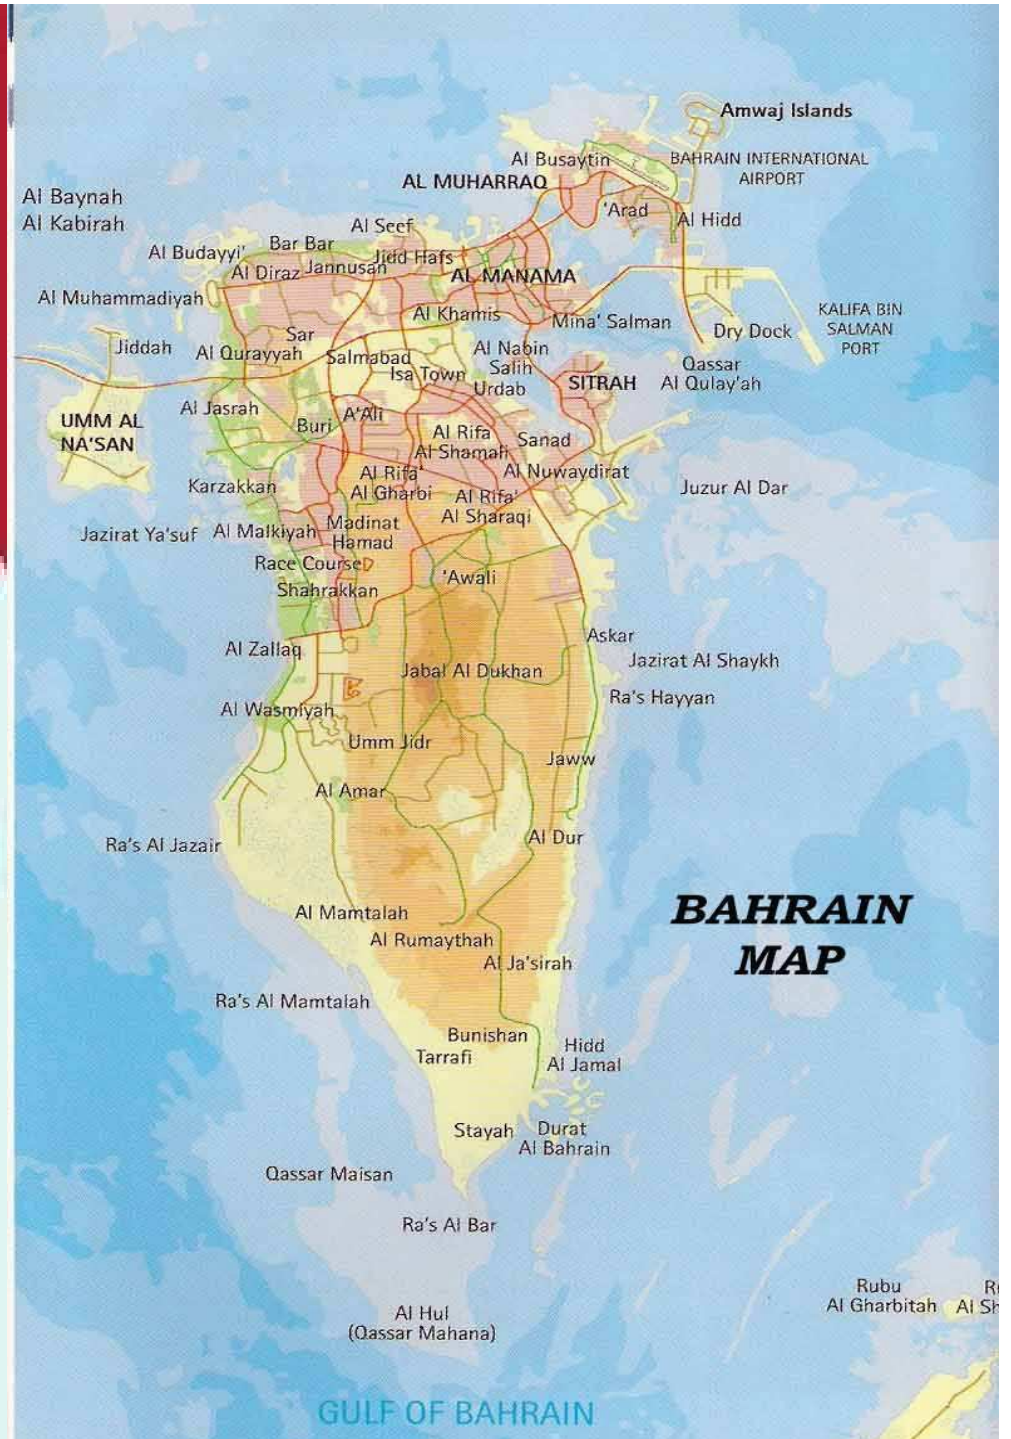 Amwaj Islands
Al Busaytin
BAHRAIN INTERNATIONAL
AIRPORT
AL MUHARRAQ
Al Baynah
Al Kabirah
'Arad
Al Hidd
Al Seef
Al Budayyi'
Bar Bar
Jidd Hafs
Al Diraz
Jannusan
AL MANAMA
Al Muhammadiyah
Al Khamis
Mina' Salman
KALIFA BIN
SALMAN
PORT
Dry Dock
Sar
Jiddah
Al Qurayyah
Salmabad
Al Nabin
Salih
Isa Town
Urdab
SITRAH
Qassar
Al Qulay'ah
Al Jasrah
A'Ali
Buri
UMM AL
NA'SAN
Al Rifa
Al Shamali
Sanad
Al Rifa'
Al Gharbi
Al Nuwaydirat
Karzakkan
Al Rifa'
Al Sharaqi
Juzur Al Dar
Jazirat Ya'suf
Al Malkiyah
Madinat
Hamad
Race Course
'Awali
Shahrakkan
Askar
Al Zallaq
Jazirat Al Shaykh
Jabal Al Dukhan
Ra's Hayyan
Al Wasmiyah
Umm Jidr
Jaww
Al Amar
Al Dur
Ra's Al Jazair
Al Mamtalah
BAHRAIN
MAP
Al Rumaythah
Al Ja'sirah
Ra's Al Mamtalah
Bunishan
Tarrafi
Hidd
Al Jamal
Stayah
Durat
Al Bahrain
Qassar Maisan
Ra's Al Bar
Rubu
Al Gharbitah
Al Hul
(Qassar Mahana)
GULF OF BAHRAIN